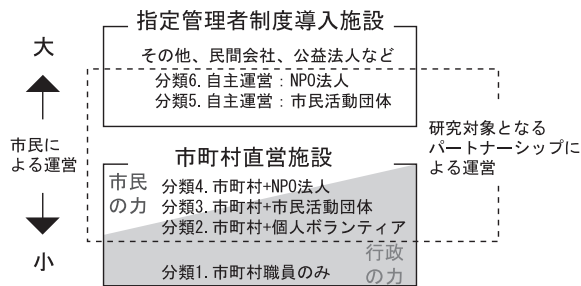 指定管理者制度導入施設
その他、民間会社、公益法人など
分類6. 自主運営：NPO法人
分類5. 自主運営：市民活動団体
大
市民に
よる運営
小
市町村直営施設
市民
の力
分類4. 市町村+NPO法人
分類3. 市町村+市民活動団体
分類2. 市町村+個人ボランティア
分類1. 市町村職員のみ
行政
の力
研究対象となる
パートナーシップに
よる運営